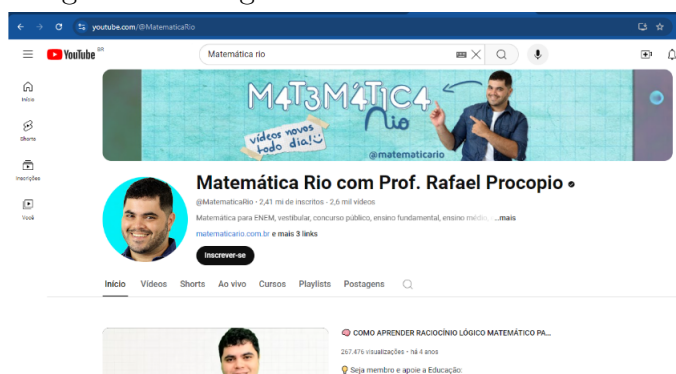 youtube.com/@MatematicaRio
YouTube BR
Matemática rio
Início
Shorts
Inscrições
Você
M4T3M4T1C4
Rio
vídeos novos
todo dia!
@matematicario
Matemática Rio com Prof. Rafael Procopio
@MatematicaRio • 2,41 mi de inscritos • 2,6 mil vídeos
Matemática para ENEM, vestibular, concurso público, ensino fundamental, ensino médio, ...mais
matematicario.com.br e mais 3 links
Inscrever-se
Início Vídeos Shorts Ao vivo Cursos Playlists Postagens
COMO APRENDER RACIOCÍNIO LÓGICO MATEMÁTICO PA...
267.476 visualizações • há 4 anos
Seja membro e apoie a Educação: